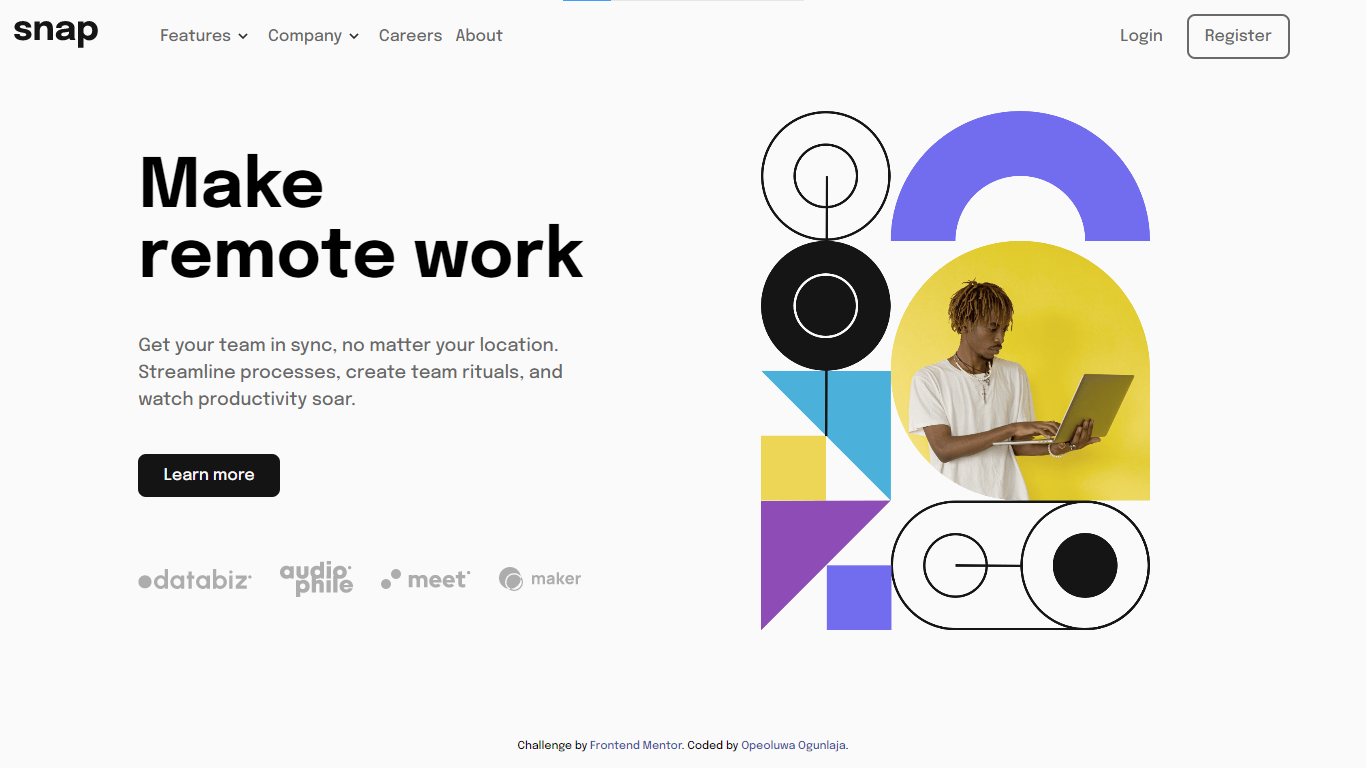 snap
Features
Company
Careers
About
Login
Register
Make
remote work
Get your team in sync, no matter your location.
Streamline processes, create team rituals, and
watch productivity soar.
Learn more
databiz
audiophile
meet
maker
Challenge by Frontend Mentor. Coded by Opeoluwa Ogunlaja.